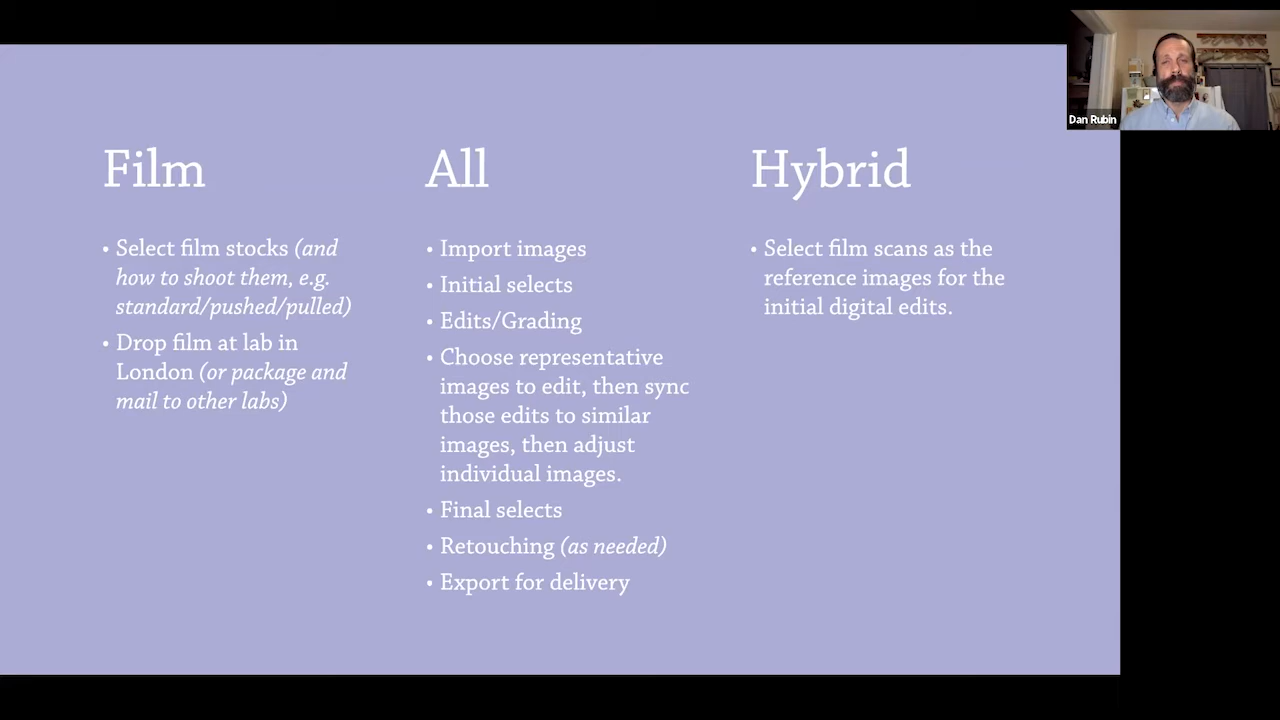 Film
• Select film stocks (and
how to shoot them, e.g.
standard/pushed/pulled)
• Drop film at lab in
London (or package and
mail to other labs)
All
• Import images
• Initial selects
• Edits/Grading
• Choose representative
images to edit, then sync
those edits to similar
images, then adjust
individual images.
• Final selects
• Retouching (as needed)
• Export for delivery
Hybrid
• Select film scans as the
reference images for the
initial digital edits.
Dan Rubin